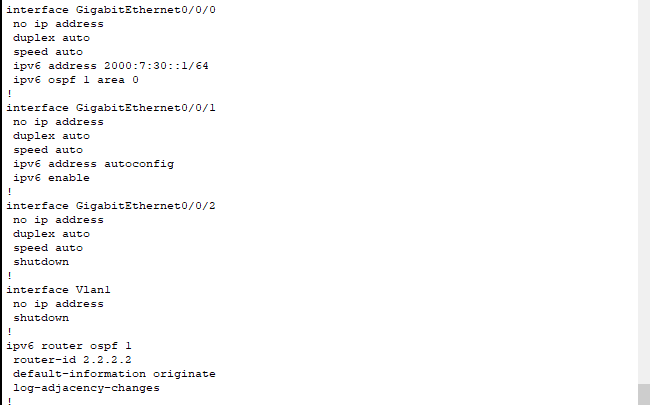 interface GigabitEthernet0/0/0
 no ip address
 duplex auto
 speed auto
 ipv6 address 2000:7:30::1/64
 ipv6 ospf 1 area 0
!
interface GigabitEthernet0/0/1
 no ip address
 duplex auto
 speed auto
 ipv6 address autoconfig
 ipv6 enable
!
interface GigabitEthernet0/0/2
 no ip address
 duplex auto
 speed auto
 shutdown
!
interface Vlan1
 no ip address
 shutdown
!
ipv6 router ospf 1
 router-id 2.2.2.2
 default-information originate
 log-adjacency-changes
!